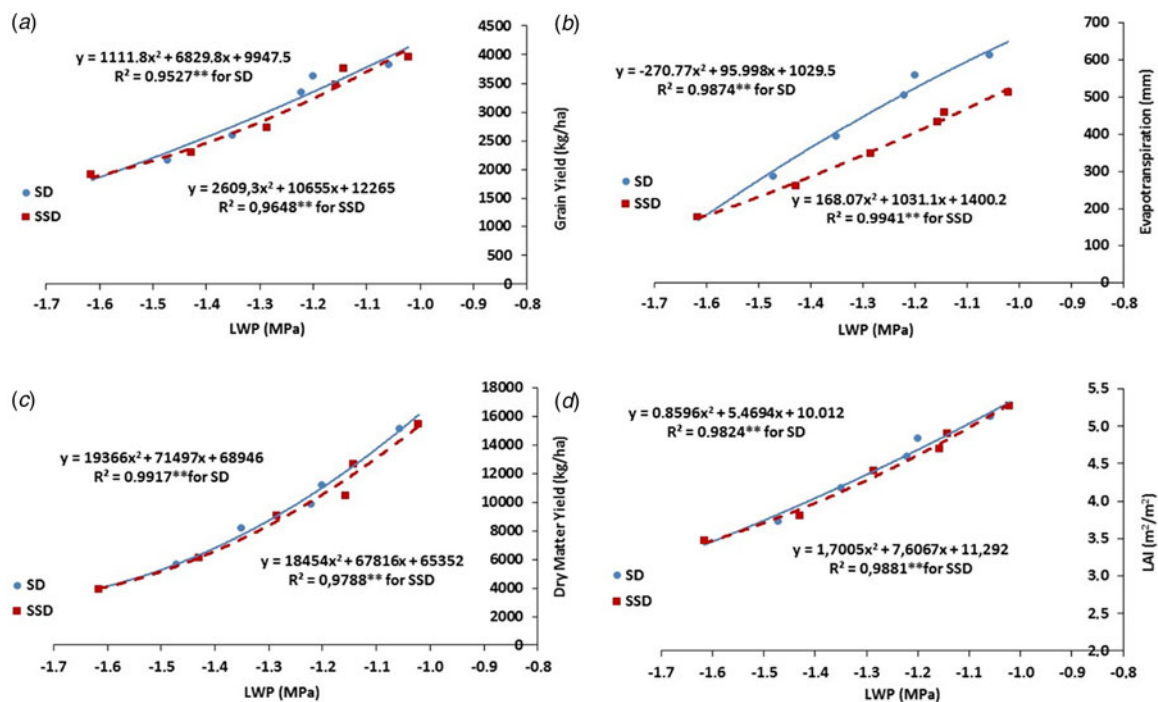 (a)
y = 1111.8x² + 6829.8x + 9947.5
R² = 0.9527** for SD
2609,3x² + 10655x + 12265
R² = 0,9648** for SSD
SD
SSD
4500
4000
3500
3000
2500
2000
1500
1000
500
0
Grain Yield (kg/ha)
-1.7 -1.6 -1.5 -1.4 -1.3 -1.2 -1.1 -1.0 -0.8
LWP (MPa)
(b)
y = -270.77x² + 95.998x + 1029.5
R² = 0.9874** for SD
y = 168.07x² + 1031.1x + 1400.2
R² = 0.9941** for SSD
SD
SSD
700
600
500
400
300
200
100
0
Evapotranspiration (mm)
-1.7 -1.6 -1.5 -1.4 -1.3 -1.2 -1.1 -1.0 -0.8
LWP (MPa)
(c)
y = 19366x² + 71497x + 68946
R² = 0.9917**for SD
y = 18454x² + 67816x + 65352
R² = 0,9788** for SSD
SD
SSD
18000
16000
14000
12000
10000
8000
6000
4000
2000
0
Dry Matter Yield (kg/ha)
-1.7 -1.6 -1.5 -1.4 -1.3 -1.2 -1.1 -1.0 -0.8
LWP (MPa)
(d)
y = 0.8596x² + 5.4694x + 10.012
R² = 0.9824** for SD
y = 1,7005x² + 7,6067x + 11,292
R² = 0,9881**for SSD
SD
SSD
5.5
5.0
4.5
4.0
3.5
3.0
2.5
2,0
LAI (m²/m²)
-1.7 -1.6 -1.5 -1.4 -1.3 -1.2 -1.1 -1.0 -0.8
LWP (MPa)